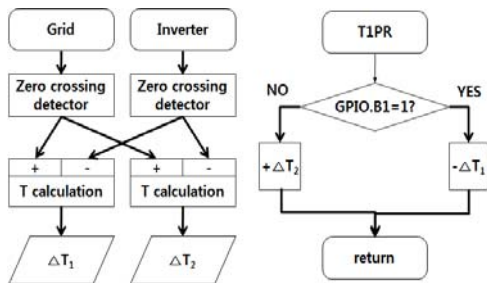 Grid
Inverter
Zero crossing
detector
Zero crossing
detector
+ -
T calculation
+ -
T calculation
△T₁
△T₂
T1PR
GPIO.B1=1?
NO
YES
+△T₂
-△T₁
return